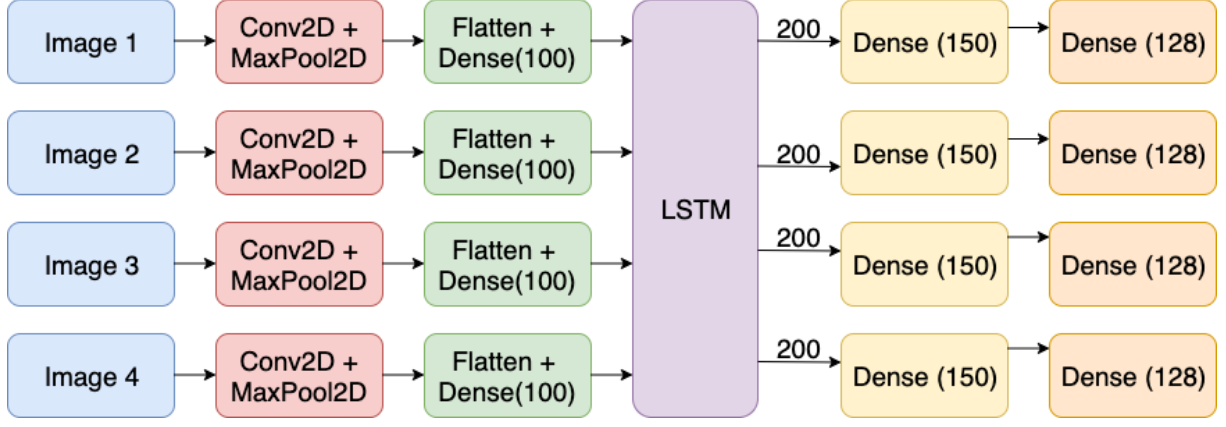 Image 1
Conv2D +
MaxPool2D
Flatten +
Dense(100)
200
Dense (150)
Dense (128)
Image 2
Conv2D +
MaxPool2D
Flatten +
Dense(100)
200
Dense (150)
Dense (128)
LSTM
Image 3
Conv2D +
MaxPool2D
Flatten +
Dense(100)
200
Dense (150)
Dense (128)
Image 4
Conv2D +
MaxPool2D
Flatten +
Dense(100)
200
Dense (150)
Dense (128)